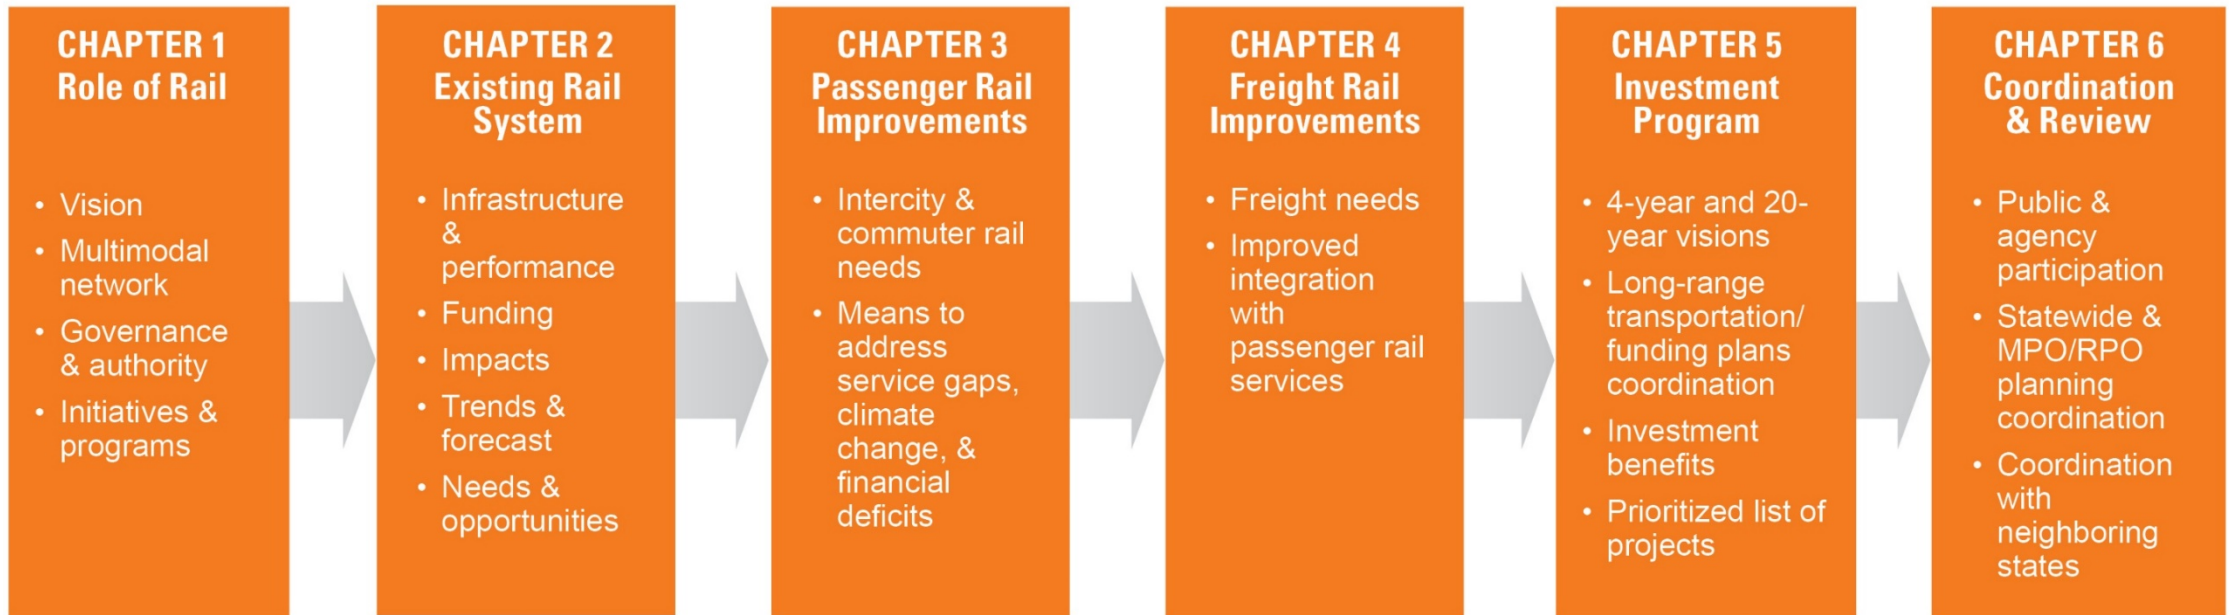 CHAPTER 1
Role of Rail
• Vision
• Multimodal
network
• Governance
& authority
• Initiatives &
programs
CHAPTER 2
Existing Rail
System
• Infrastructure
&
performance
• Funding
• Impacts
• Trends &
forecast
• Needs &
opportunities
CHAPTER 3
Passenger Rail
Improvements
• Intercity &
commuter rail
needs
• Means to
address
service gaps,
climate
change, &
financial
deficits
CHAPTER 4
Freight Rail
Improvements
• Freight needs
• Improved
integration
with
passenger rail
services
CHAPTER 5
Investment
Program
• 4-year and 20-
year visions
• Long-range
transportation/
funding plans
coordination
• Investment
benefits
• Prioritized list of
projects
CHAPTER 6
Coordination
& Review
• Public &
agency
participation
• Statewide &
MPO/RPO
planning
coordination
• Coordination
with
neighboring
states